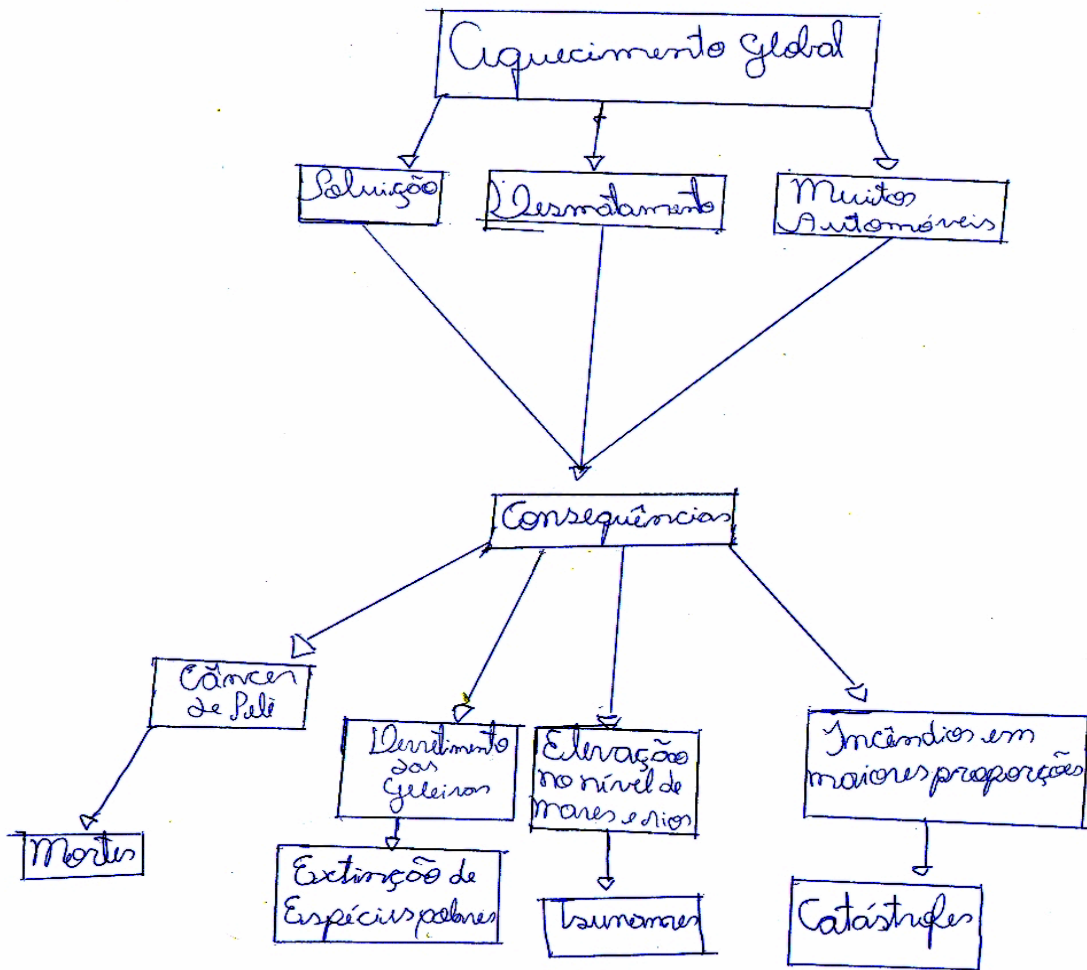 Aquecimento Global
Poluição
Desmatamento
Muitos
Automóveis
Consequências
Câncer
de Pele
Derretimento
das
Geleiras
Elevação
no nível de
mares e rios
Incêndios em
maiores proporções
Mortes
Extinção de
Espécies polares
Tsunamres
Catástrofes